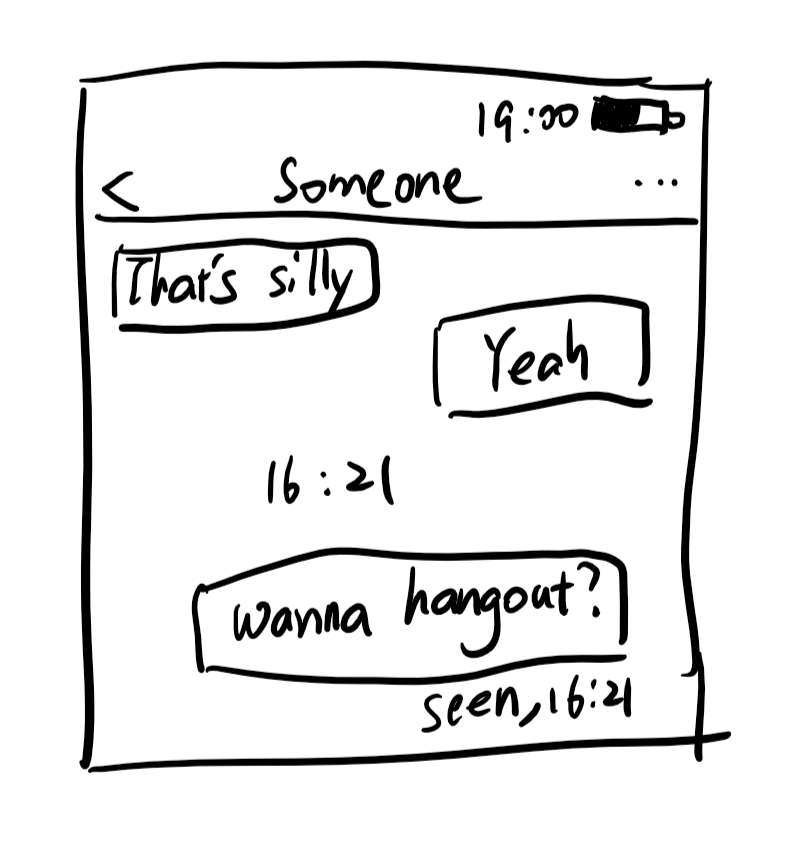 19:00
< Someone ...
That's silly
Yeah
16:21
wanna hangout?
seen, 16:21